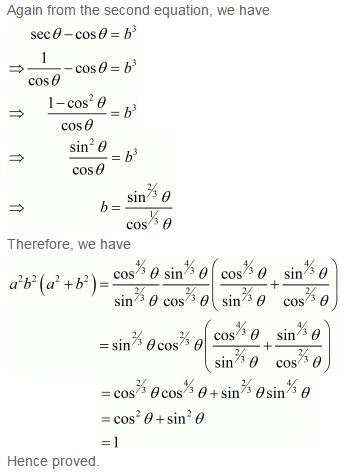 Again from the second equation, we have
sec θ − cos θ = b³
⇒ 1/cos θ − cos θ = b³
⇒ (1 − cos² θ)/cos θ = b³
⇒ sin² θ/cos θ = b³
⇒ b = sin^(2/3) θ/cos^(1/3) θ
Therefore, we have
a²b²(a² + b²) = (cos^(4/3) θ/sin^(2/3) θ)(sin^(4/3) θ/cos^(2/3) θ)(cos^(4/3) θ/sin^(2/3) θ + sin^(4/3) θ/cos^(2/3) θ)
= sin^(2/3) θ cos^(2/3) θ(cos^(4/3) θ/sin^(2/3) θ + sin^(4/3) θ/cos^(2/3) θ)
= cos^(2/3) θ cos^(4/3) θ + sin^(2/3) θ sin^(4/3) θ
= cos² θ + sin² θ
= 1
Hence proved.